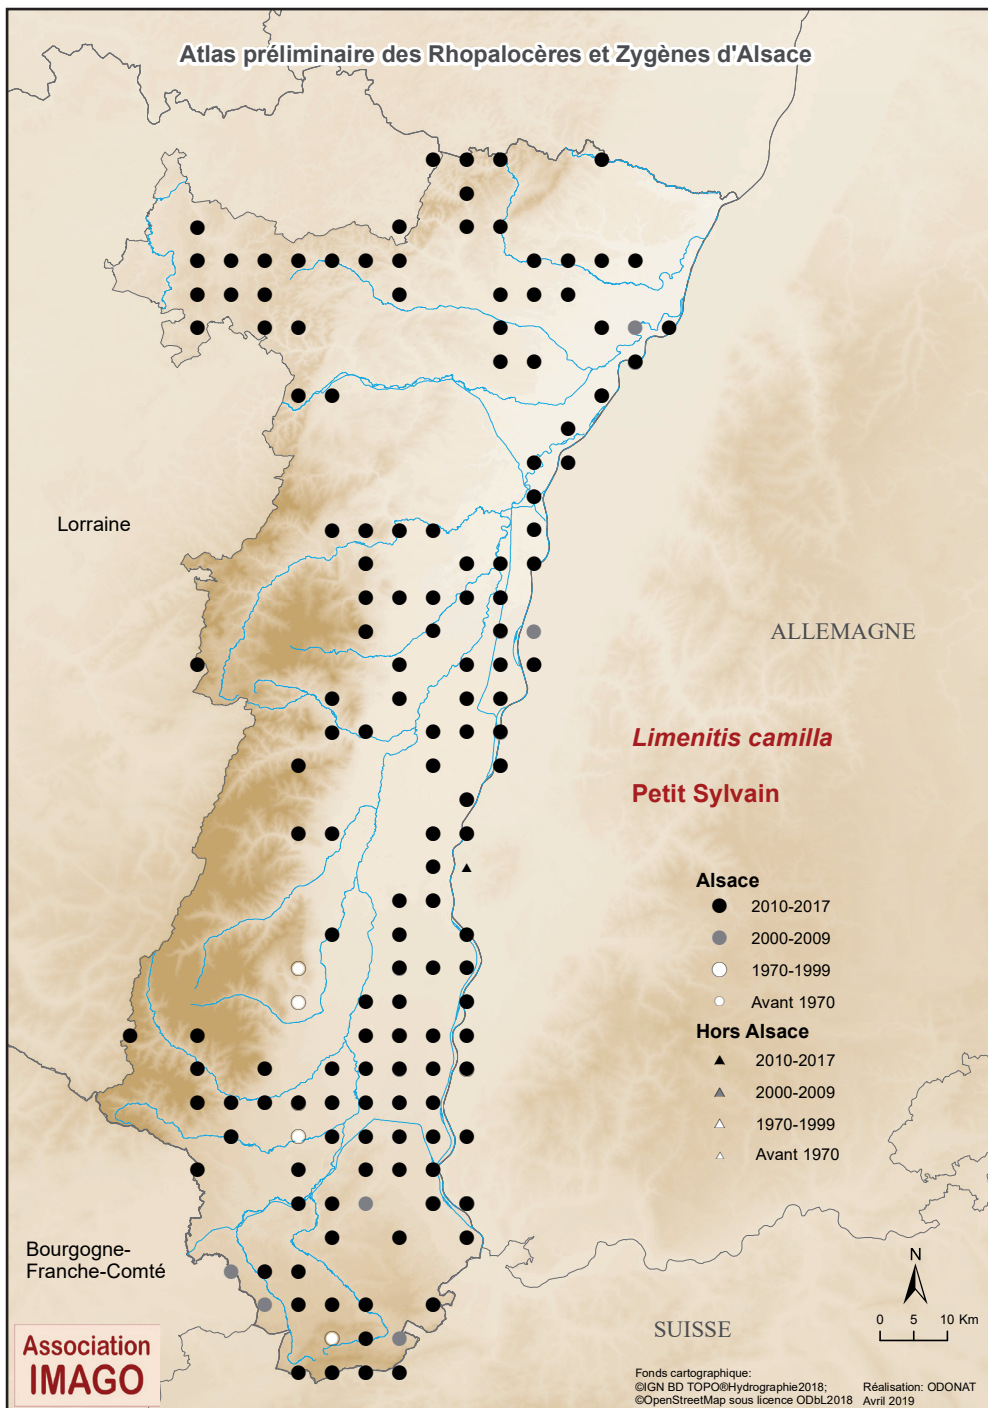 Atlas préliminaire des Rhopalocères et Zygènes d'Alsace
Lorraine
ALLEMAGNE
Limenitis camilla
Petit Sylvain
Alsace
2010-2017
2000-2009
1970-1999
Avant 1970
Hors Alsace
2010-2017
2000-2009
1970-1999
Avant 1970
Bourgogne-
Franche-Comté
N
0 5 10 Km
SUISSE
Association
IMAGO
Fonds cartographique:
©IGN BD TOPO®Hydrographie2018;
©OpenStreetMap sous licence ODbL2018
Réalisation: ODONAT
Avril 2019